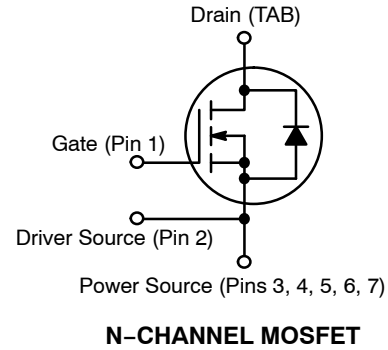 Drain (TAB)
Gate (Pin 1)
Driver Source (Pin 2)
Power Source (Pins 3, 4, 5, 6, 7)
N−CHANNEL MOSFET